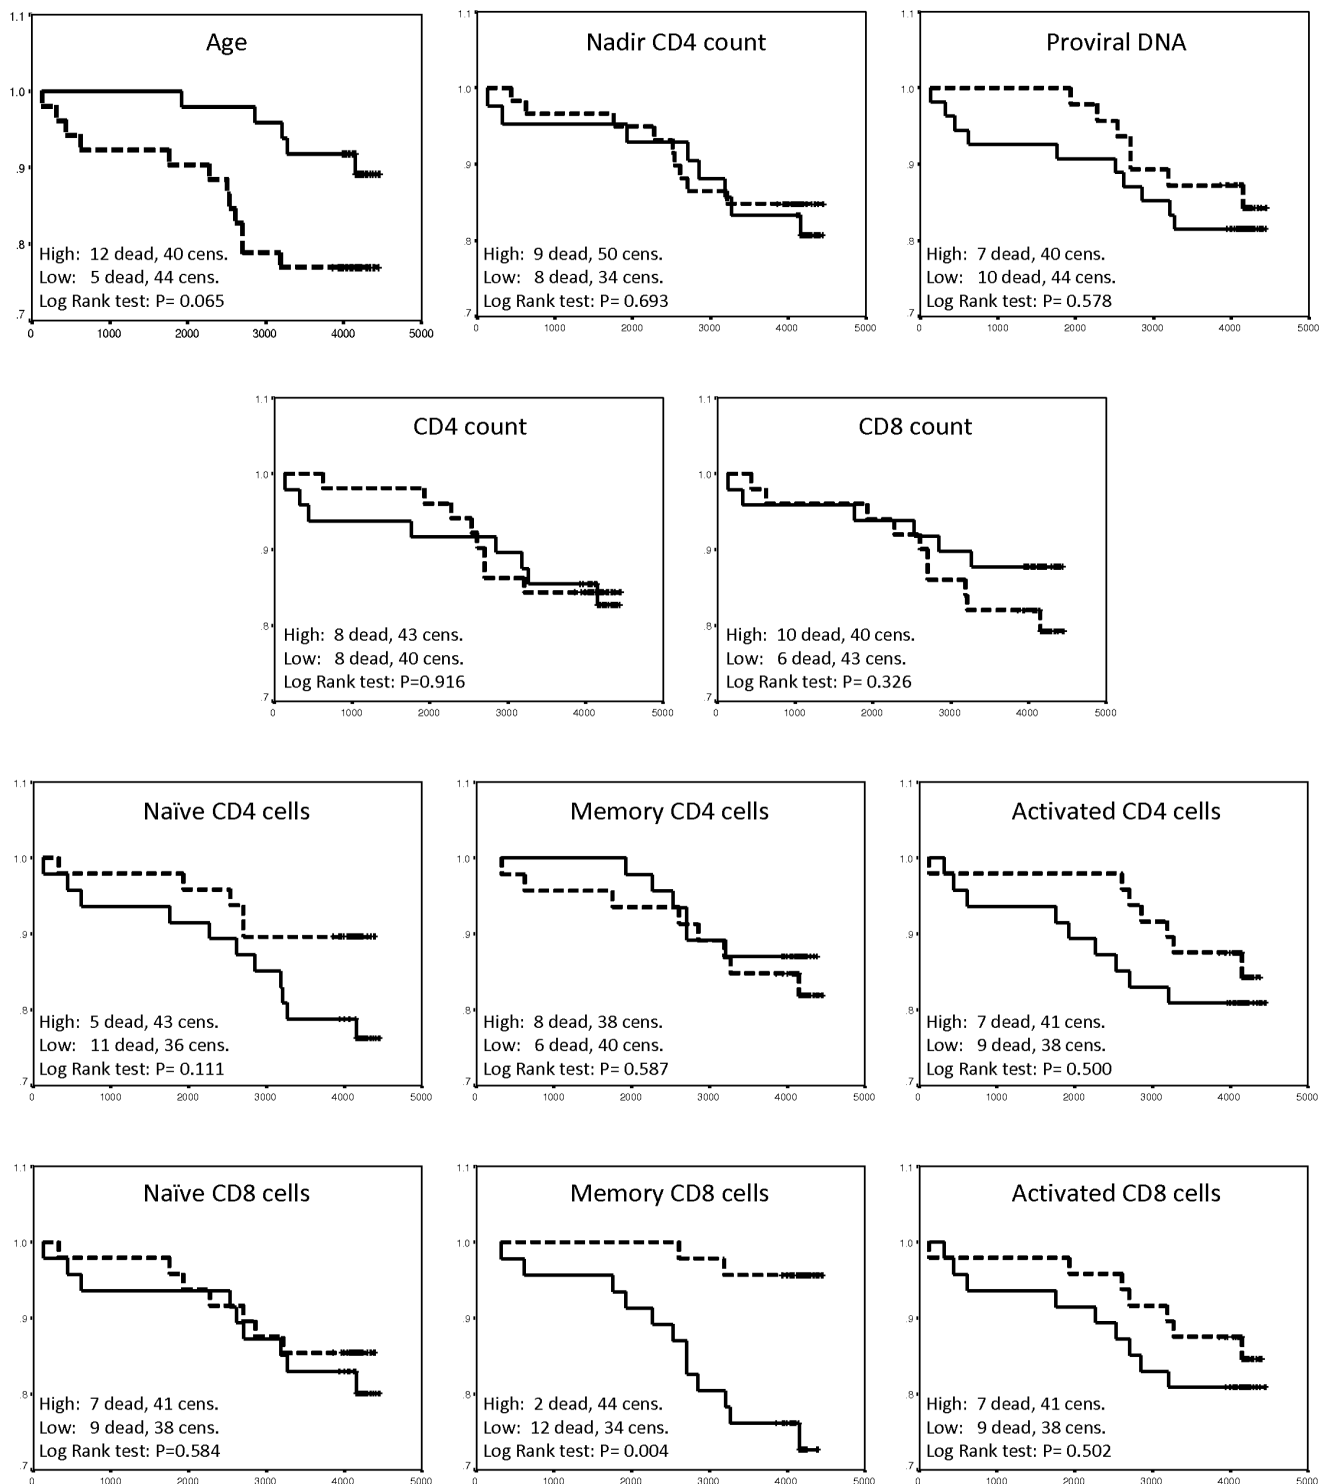 Age
1.1
1.0
.9
.8
.7
High: 12 dead, 40 cens.
Low: 5 dead, 44 cens.
Log Rank test: P= 0.065
0 1000 2000 3000 4000 5000
Nadir CD4 count
1.1
1.0
.9
.8
.7
High: 9 dead, 50 cens.
Low: 8 dead, 34 cens.
Log Rank test: P= 0.693
0 1000 2000 3000 4000 5000
Proviral DNA
1.1
1.0
.9
.8
.7
High: 7 dead, 40 cens.
Low: 10 dead, 44 cens.
Log Rank test: P= 0.578
0 1000 2000 3000 4000 5000
CD4 count
1.1
1.0
.9
.8
.7
High: 8 dead, 43 cens.
Low: 8 dead, 40 cens.
Log Rank test: P=0.916
0 1000 2000 3000 4000 5000
CD8 count
1.1
1.0
.9
.8
.7
High: 10 dead, 40 cens.
Low: 6 dead, 43 cens.
Log Rank test: P= 0.326
0 1000 2000 3000 4000 5000
Naïve CD4 cells
1.1
1.0
.9
.8
.7
High: 5 dead, 43 cens.
Low: 11 dead, 36 cens.
Log Rank test: P= 0.111
0 1000 2000 3000 4000 5000
Memory CD4 cells
1.1
1.0
.9
.8
.7
High: 8 dead, 38 cens.
Low: 6 dead, 40 cens.
Log Rank test: P= 0.587
0 1000 2000 3000 4000 5000
Activated CD4 cells
1.1
1.0
.9
.8
.7
High: 7 dead, 41 cens.
Low: 9 dead, 38 cens.
Log Rank test: P= 0.500
0 1000 2000 3000 4000 5000
Naïve CD8 cells
1.1
1.0
.9
.8
.7
High: 7 dead, 41 cens.
Low: 9 dead, 38 cens.
Log Rank test: P=0.584
0 1000 2000 3000 4000 5000
Memory CD8 cells
1.1
1.0
.9
.8
.7
High: 2 dead, 44 cens.
Low: 12 dead, 34 cens.
Log Rank test: P= 0.004
0 1000 2000 3000 4000 5000
Activated CD8 cells
1.1
1.0
.9
.8
.7
High: 7 dead, 41 cens.
Low: 9 dead, 38 cens.
Log Rank test: P= 0.502
0 1000 2000 3000 4000 5000